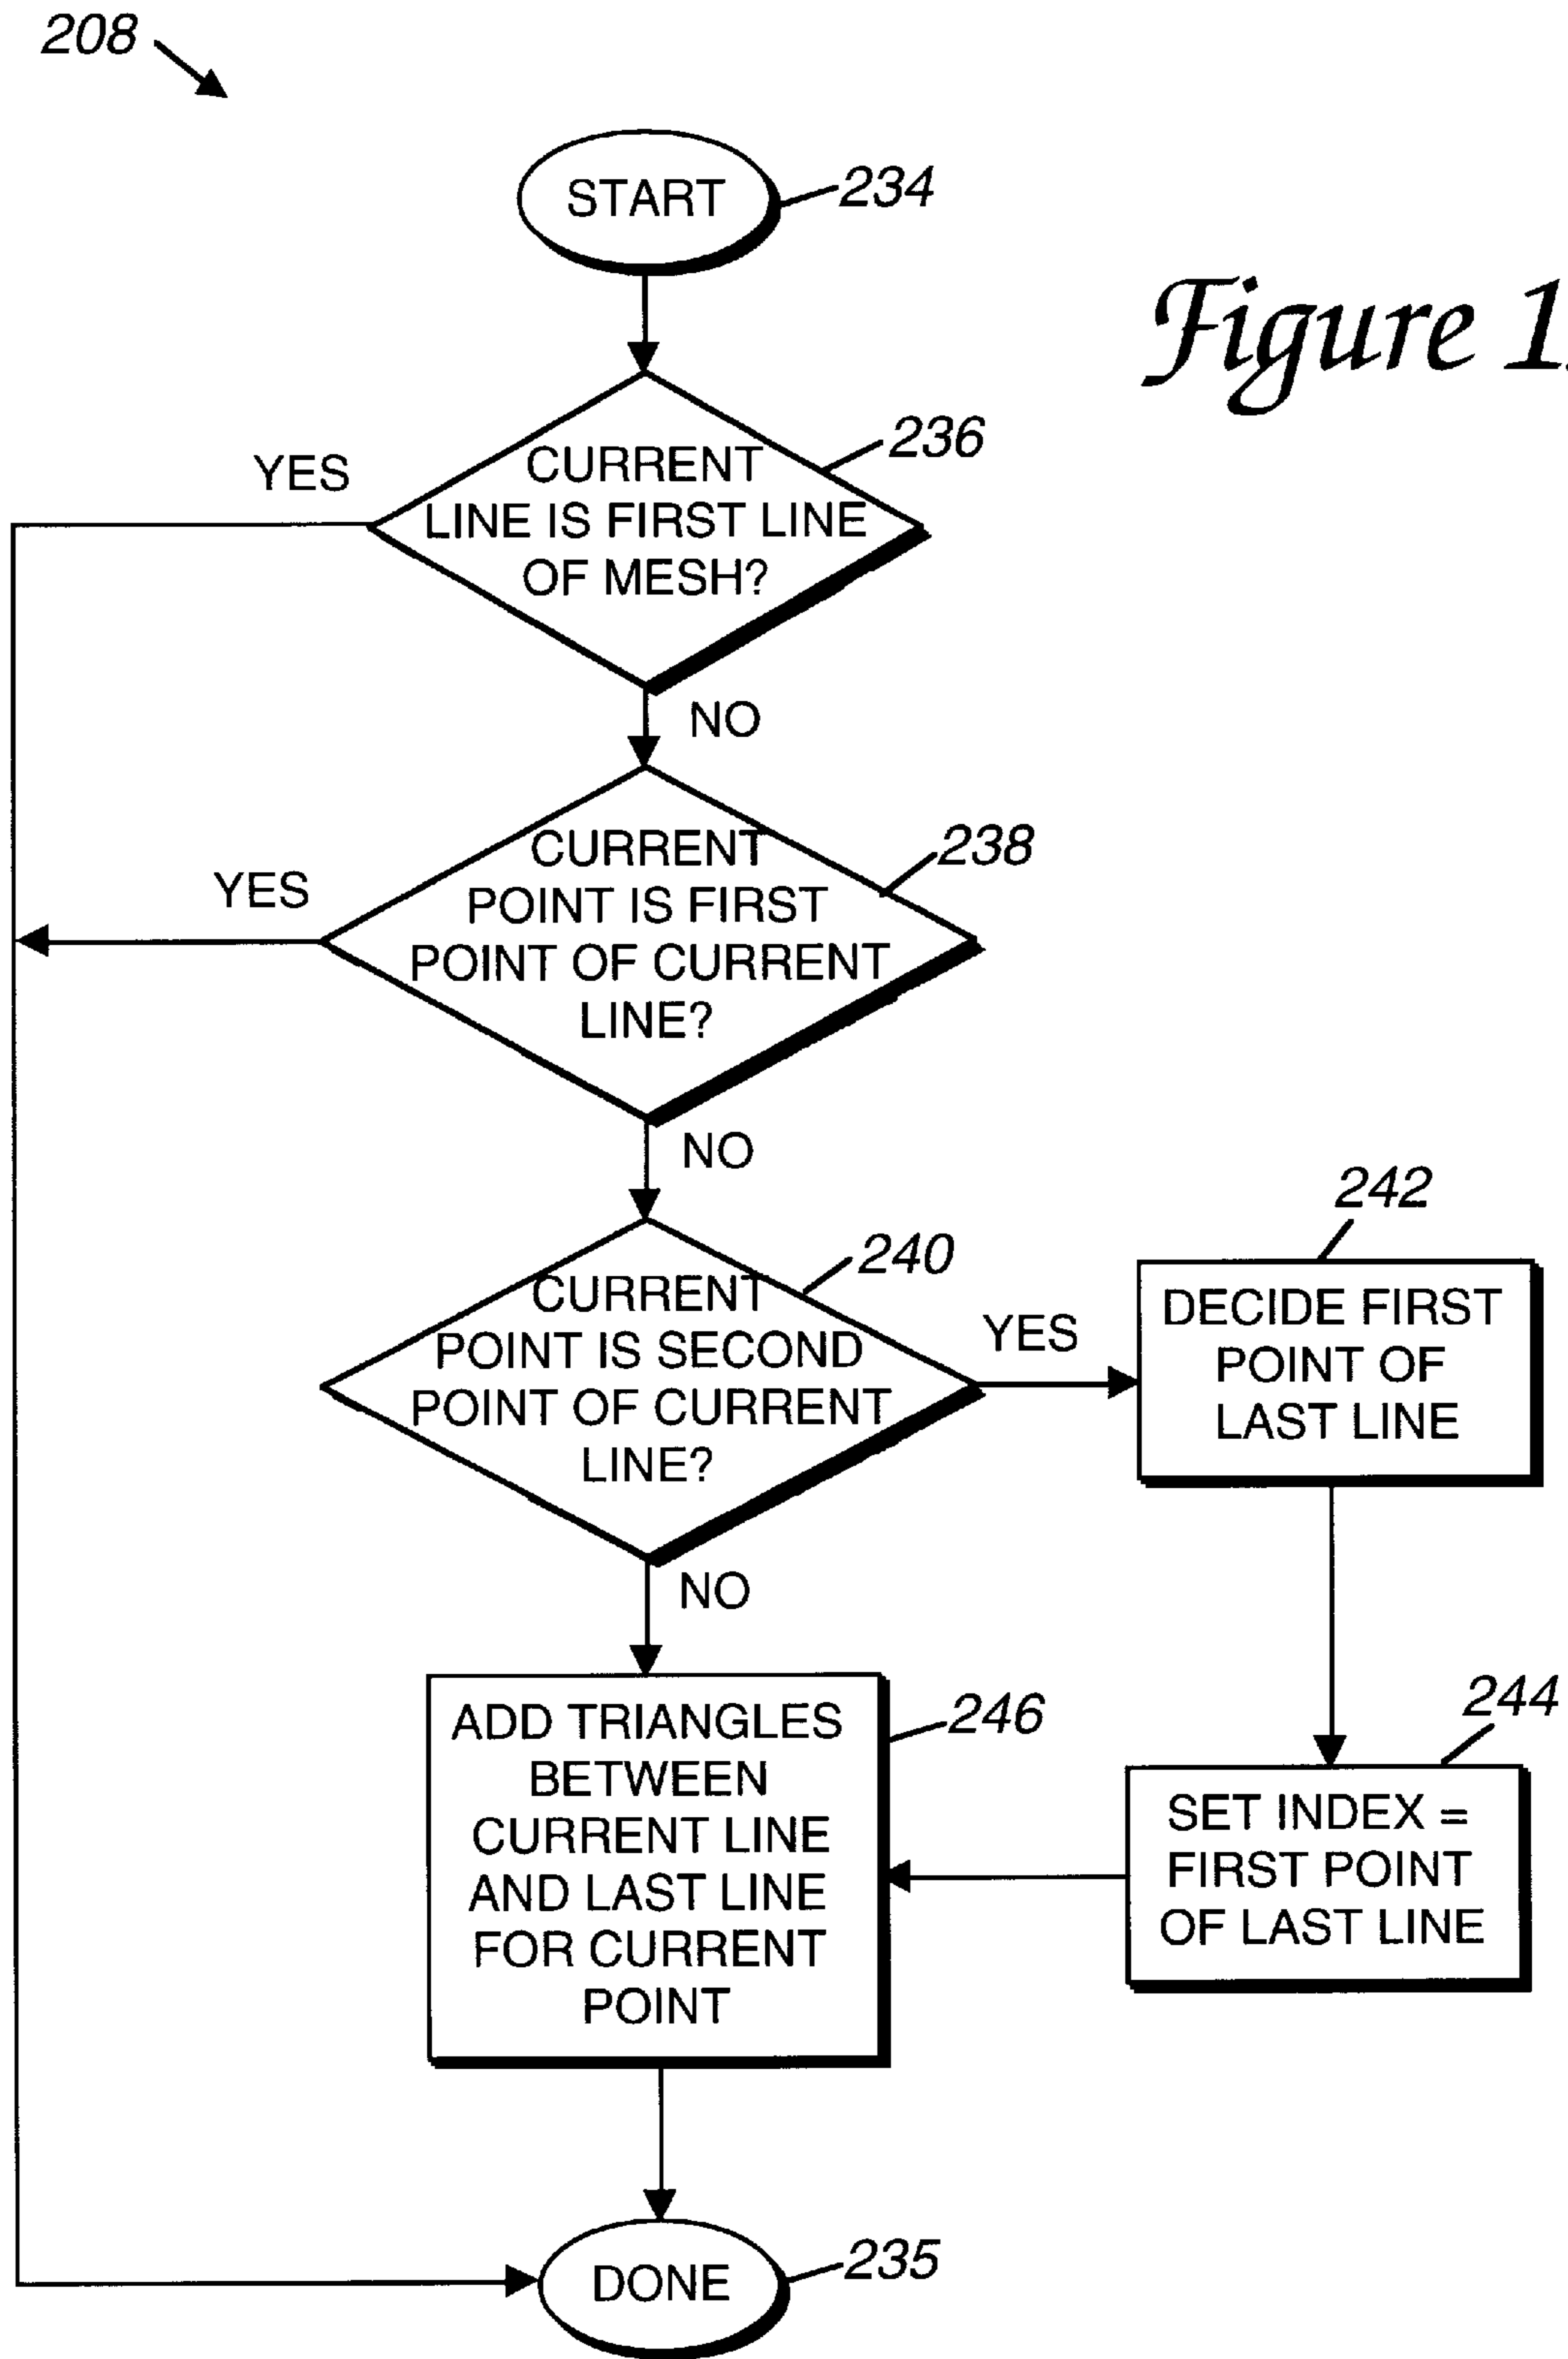 208
START
234
Figure 1
236
YES
CURRENT
LINE IS FIRST LINE
OF MESH?
NO
238
YES
CURRENT
POINT IS FIRST
POINT OF CURRENT
LINE?
NO
240
CURRENT
POINT IS SECOND
POINT OF CURRENT
LINE?
YES
242
DECIDE FIRST
POINT OF
LAST LINE
NO
246
ADD TRIANGLES
BETWEEN
CURRENT LINE
AND LAST LINE
FOR CURRENT
POINT
244
SET INDEX =
FIRST POINT
OF LAST LINE
DONE
235